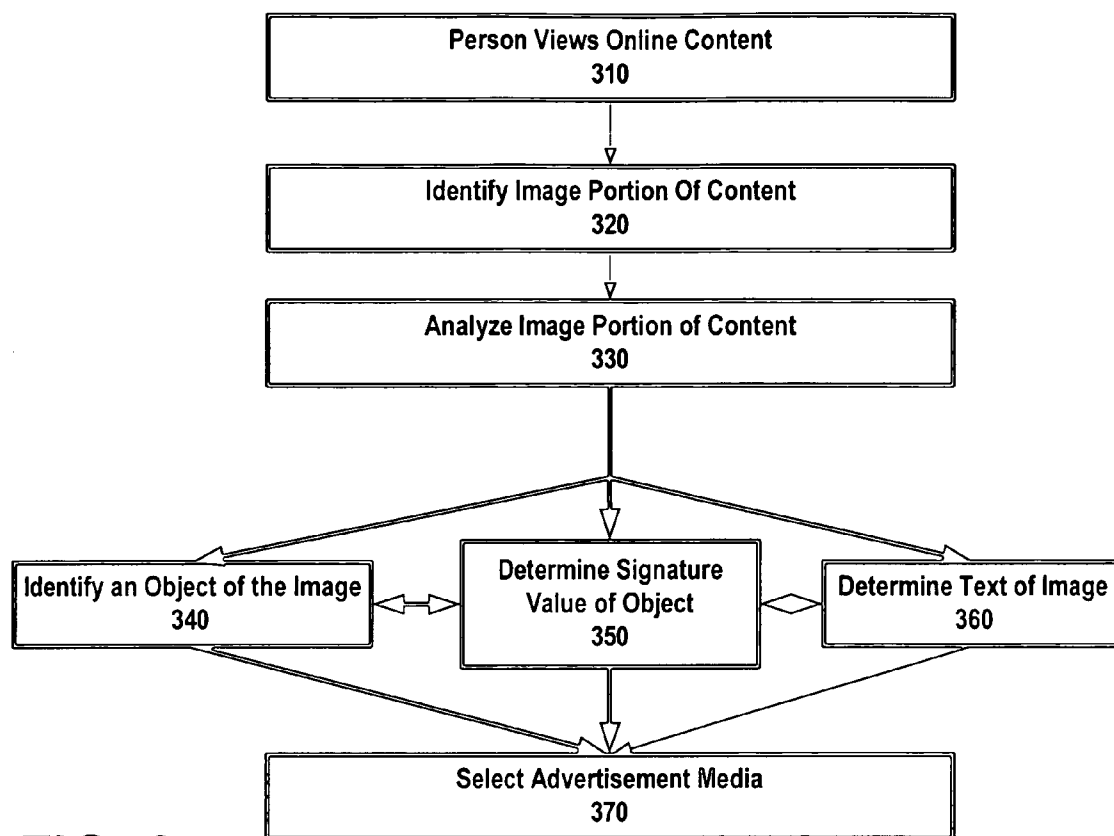 Person Views Online Content
310
Identify Image Portion Of Content
320
Analyze Image Portion of Content
330
Identify an Object of the Image
340
Determine Signature
Value of Object
350
Determine Text of Image
360
Select Advertisement Media
370